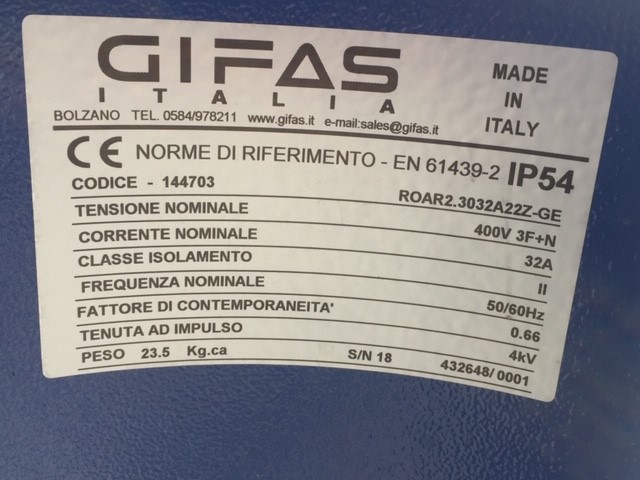 GIFAS
ITALIA
MADE
IN
ITALY
BOLZANO TEL. 0584/978211 www.gifas.it e-mail:sales@gifas.it
CE NORME DI RIFERIMENTO - EN 61439-2 IP54
CODICE - 144703 ROAR2.3032A22Z-GE
TENSIONE NOMINALE 400V 3F+N
CORRENTE NOMINALE 32A
CLASSE ISOLAMENTO II
FREQUENZA NOMINALE 50/60Hz
FATTORE DI CONTEMPORANEITA' 0.66
TENUTA AD IMPULSO 4kV
PESO 23.5 Kg.ca S/N 18 432648/0001